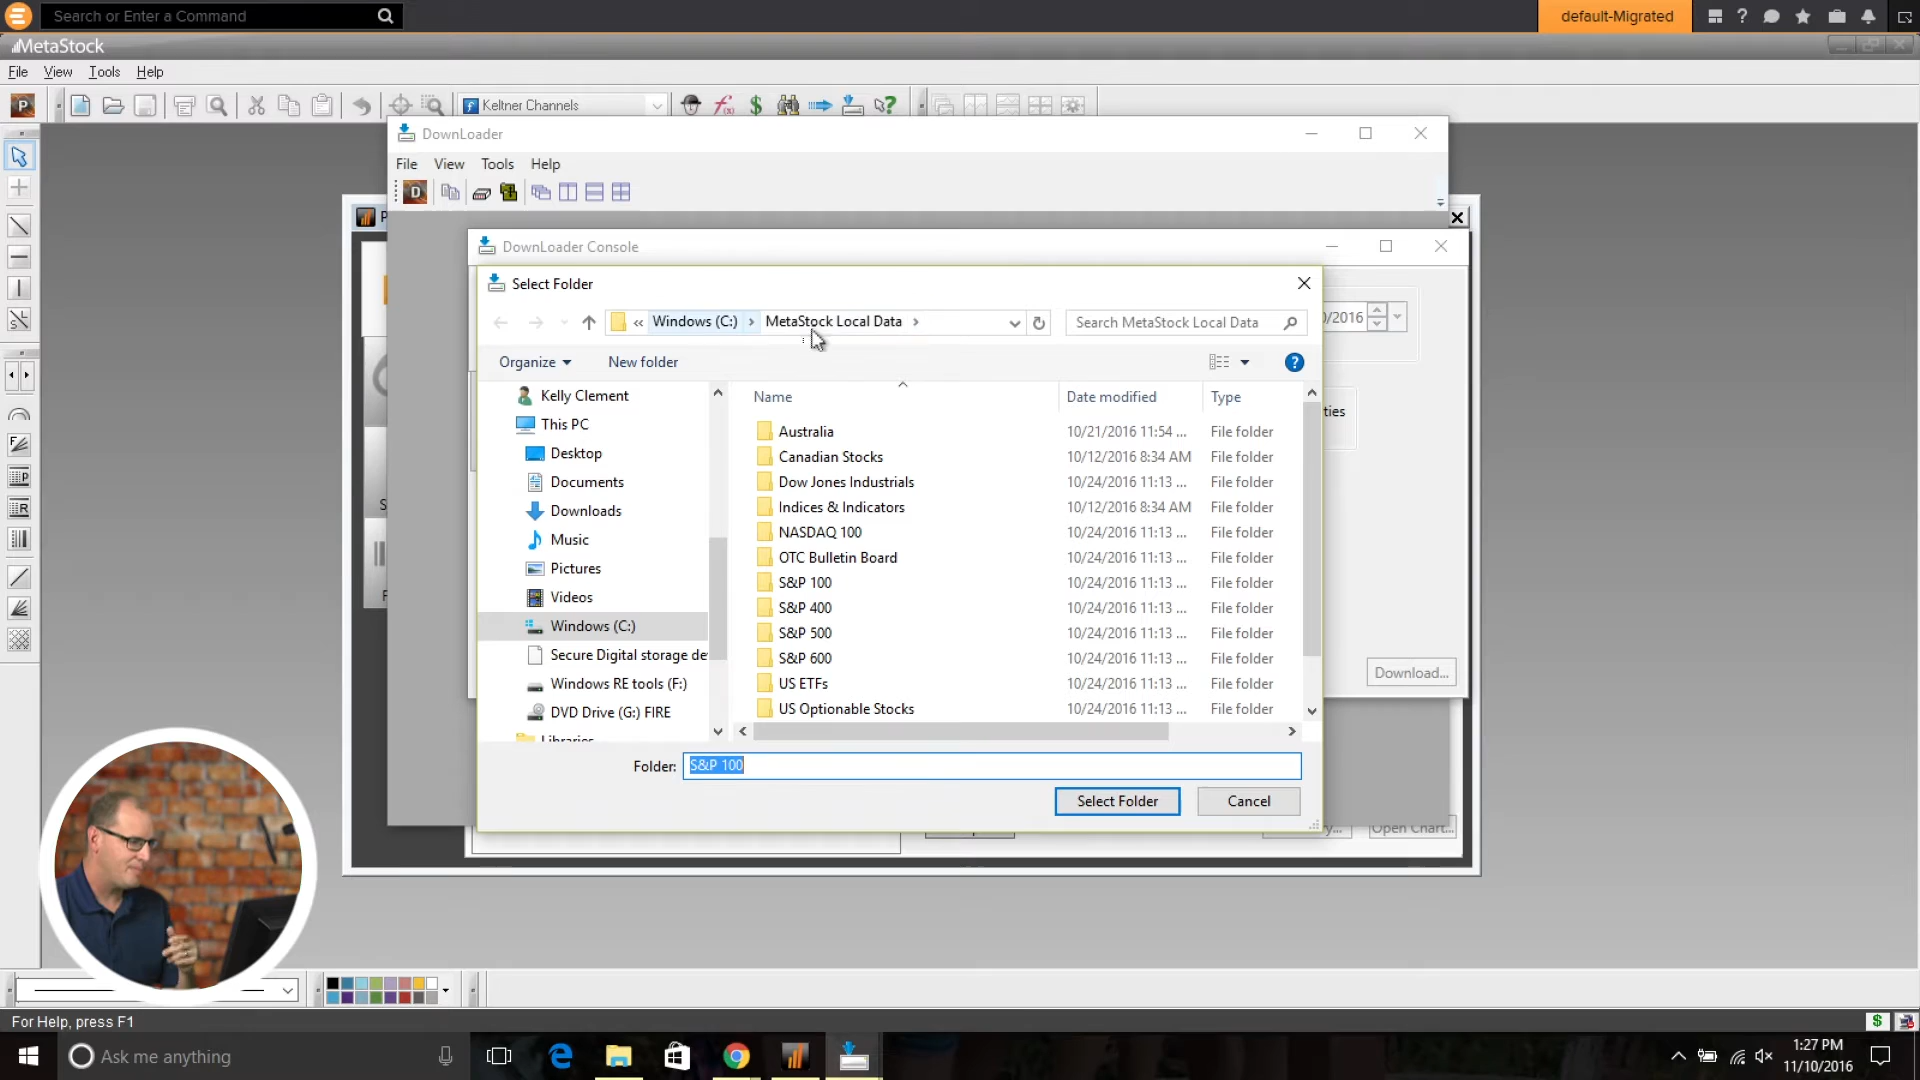 Search or Enter a Command
default-Migrated
MetaStock
File View Tools Help
Keltner Channels
DownLoader
File View Tools Help
DownLoader Console
Select Folder
« Windows (C:) › MetaStock Local Data ›
Search MetaStock Local Data
0/2016
Organize
New folder
Kelly Clement
This PC
Desktop
Documents
Downloads
Music
Pictures
Videos
Windows (C:)
Secure Digital storage de
Windows RE tools (F:)
DVD Drive (G:) FIRE
Libraries
Name Date modified Type
Australia 10/21/2016 11:54 ... File folder
Canadian Stocks 10/12/2016 8:34 AM File folder
Dow Jones Industrials 10/24/2016 11:13 ... File folder
Indices & Indicators 10/12/2016 8:34 AM File folder
NASDAQ 100 10/24/2016 11:13 ... File folder
OTC Bulletin Board 10/24/2016 11:13 ... File folder
S&P 100 10/24/2016 11:13 ... File folder
S&P 400 10/24/2016 11:13 ... File folder
S&P 500 10/24/2016 11:13 ... File folder
S&P 600 10/24/2016 11:13 ... File folder
US ETFs 10/24/2016 11:13 ... File folder
US Optionable Stocks 10/24/2016 11:13 ... File folder
ties
Download...
Folder: S&P 100
Select Folder
Cancel
Open Chart...
For Help, press F1
Ask me anything
1:27 PM
11/10/2016